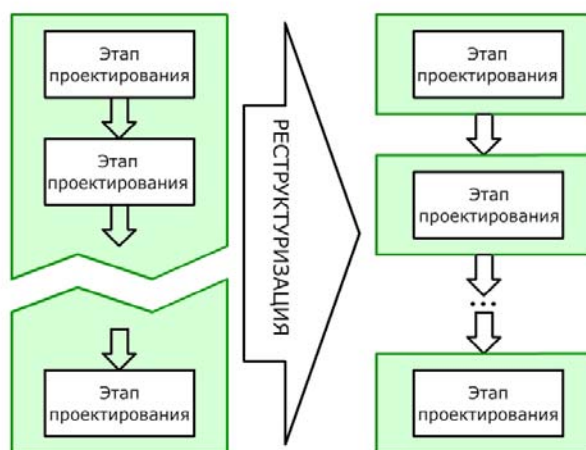 Этап
проектирования
Этап
проектирования
Этап
проектирования
РЕСТРУКТУРИЗАЦИЯ
Этап
проектирования
Этап
проектирования
...
Этап
проектирования